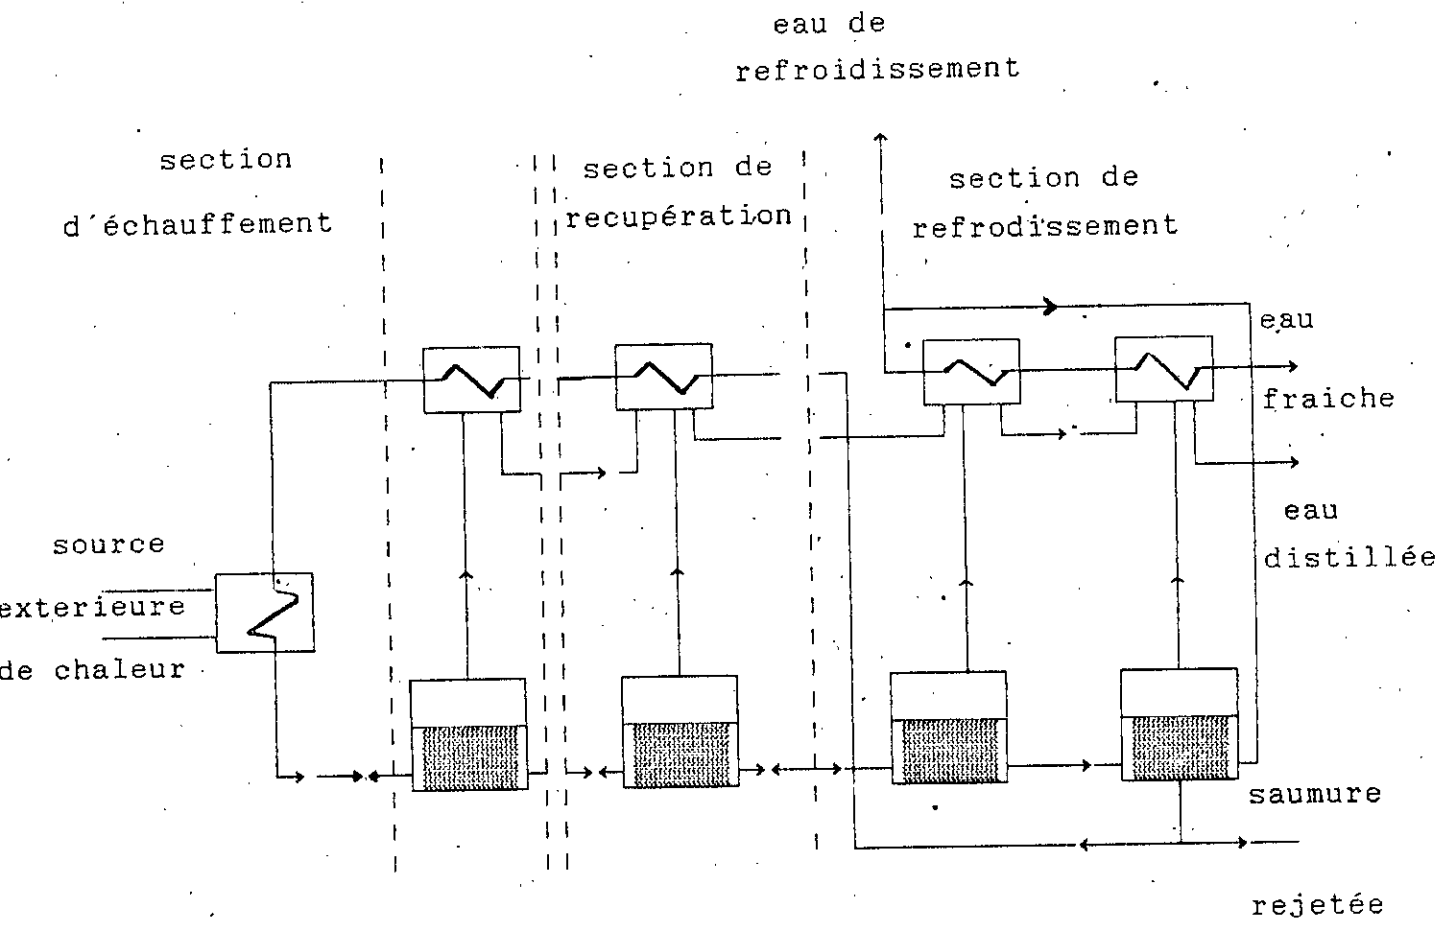 eau de
refroidissement
section
d´échauffement
section de
recupération
section de
refrodissement
eau
fraiche
eau
distillée
source
exterieure
de chaleur
saumure
rejetée